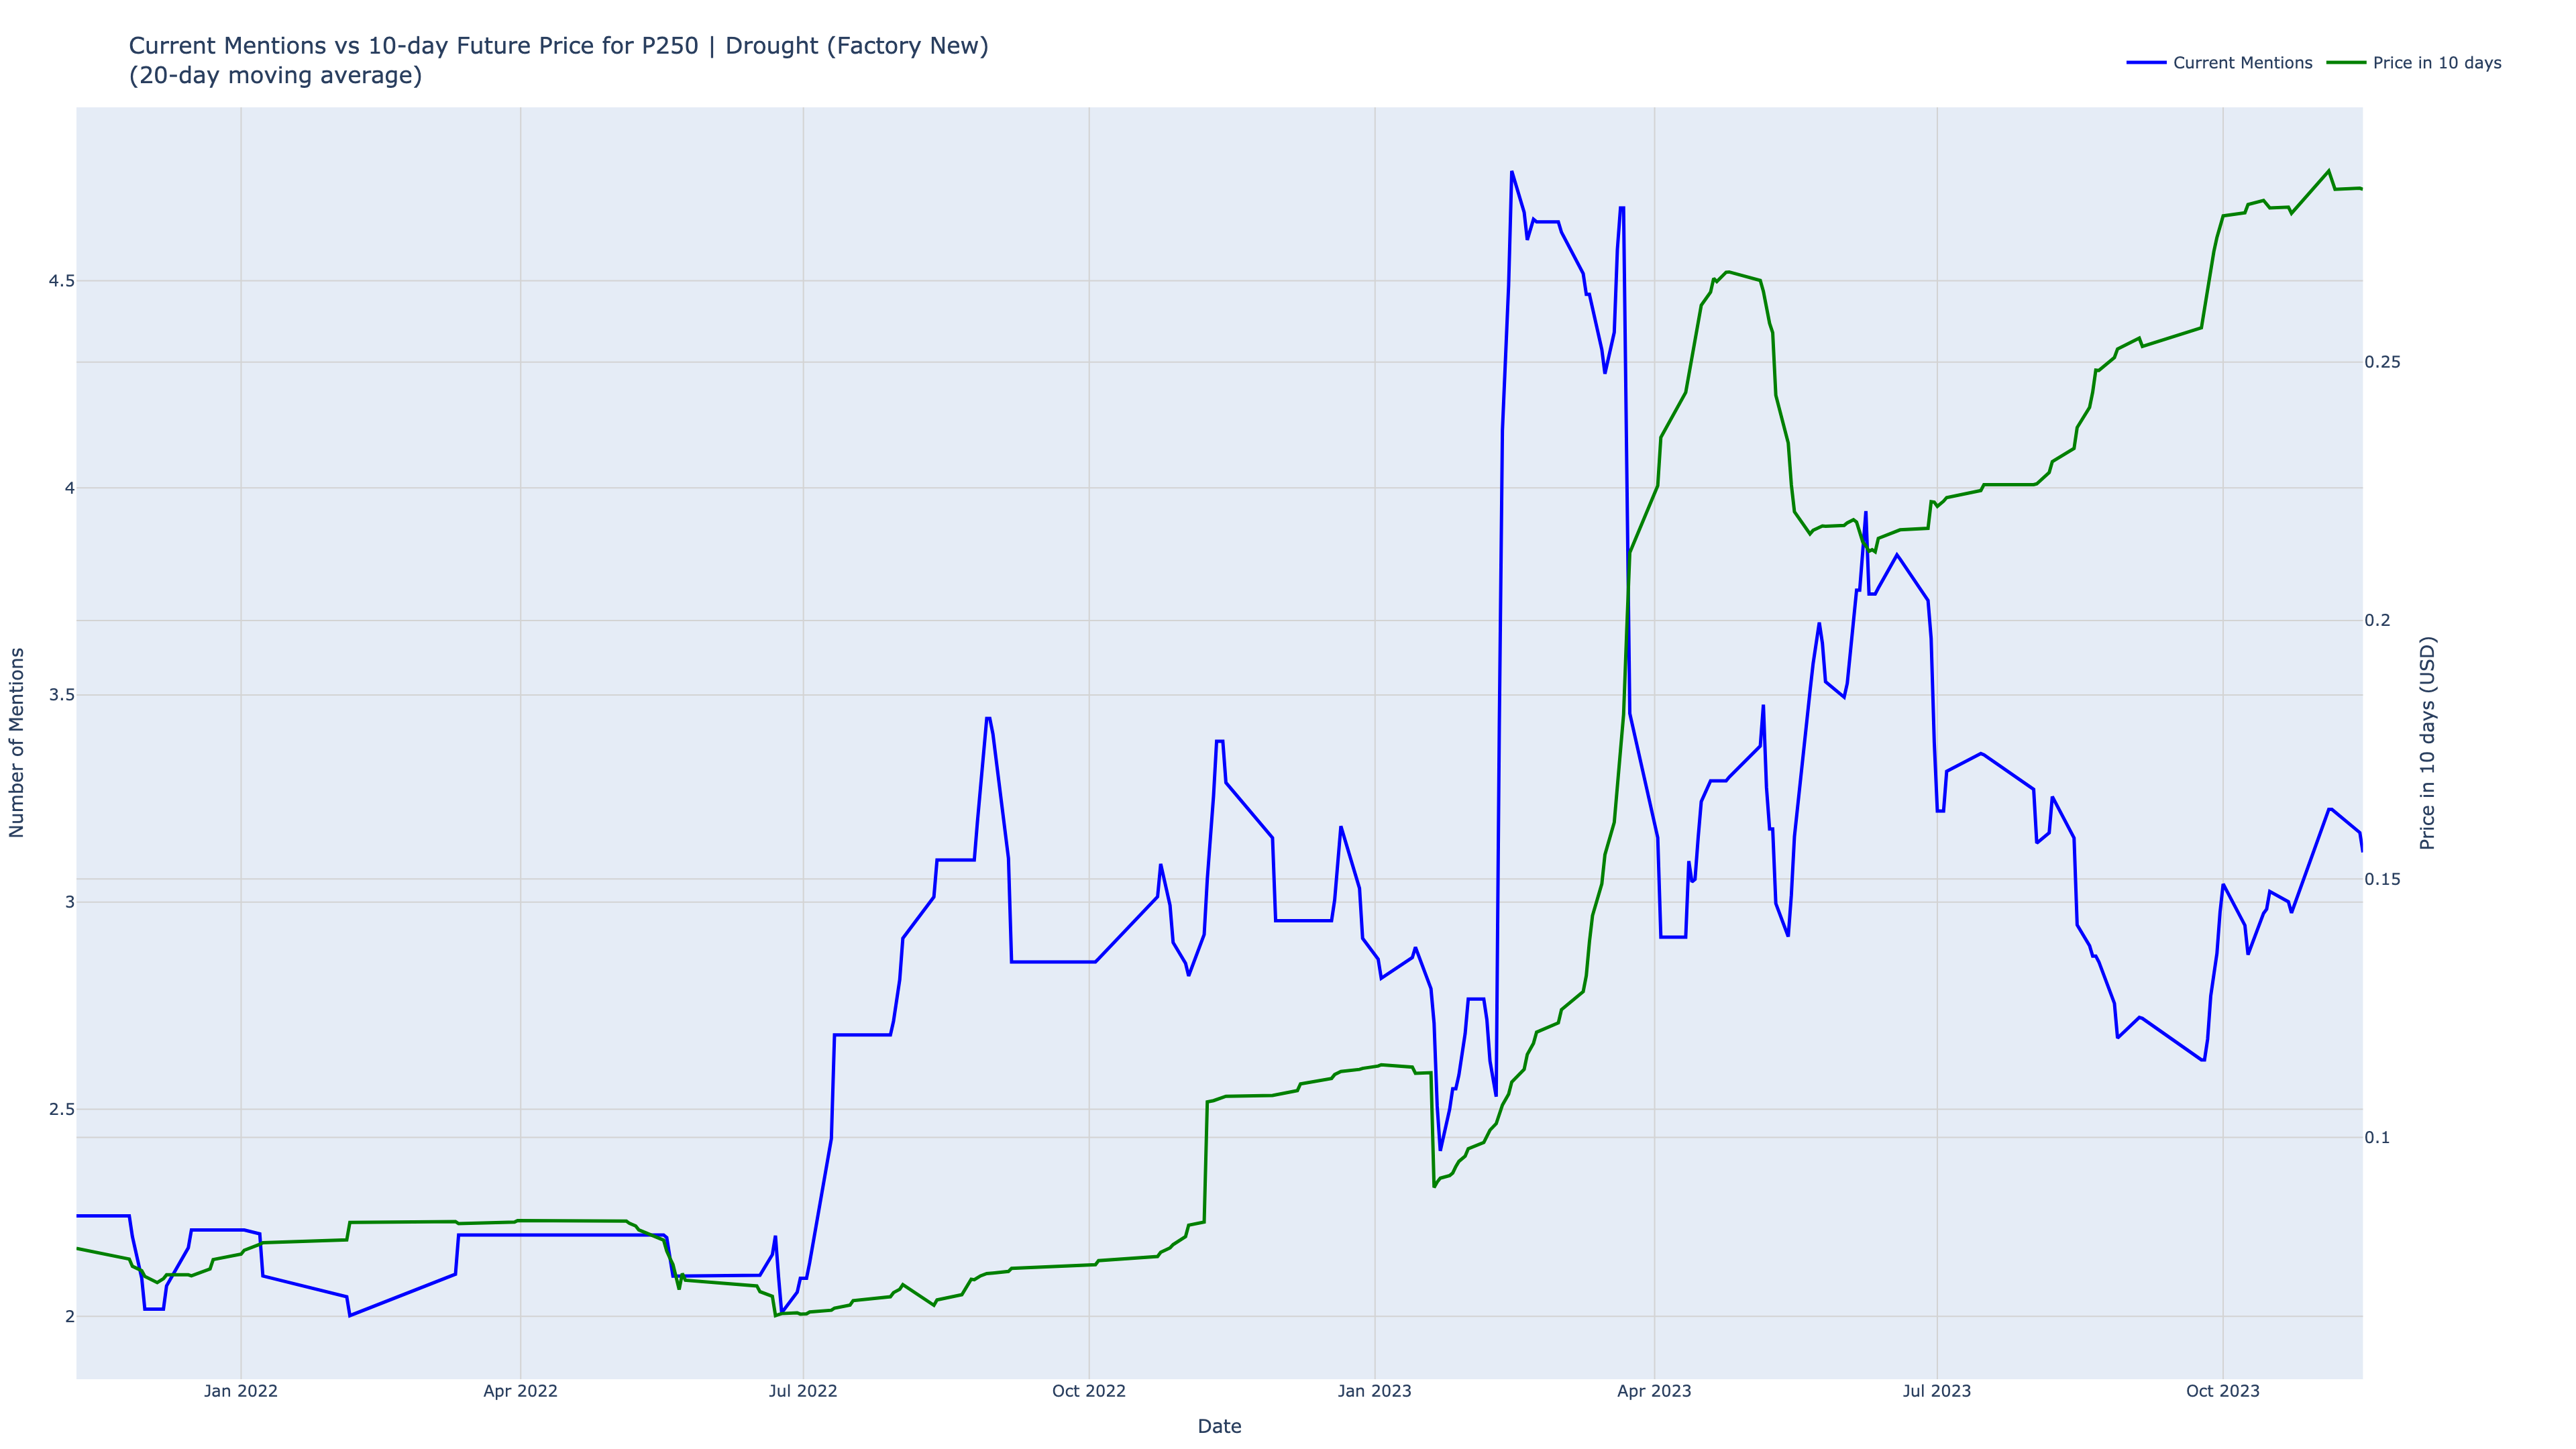 Current Mentions vs 10-day Future Price for P250 | Drought (Factory New)
(20-day moving average)
Current Mentions
Price in 10 days
4.5
4
3.5
3
2.5
2
Number of Mentions
0.25
0.2
0.15
0.1
Price in 10 days (USD)
Jan 2022
Apr 2022
Jul 2022
Oct 2022
Jan 2023
Apr 2023
Jul 2023
Oct 2023
Date